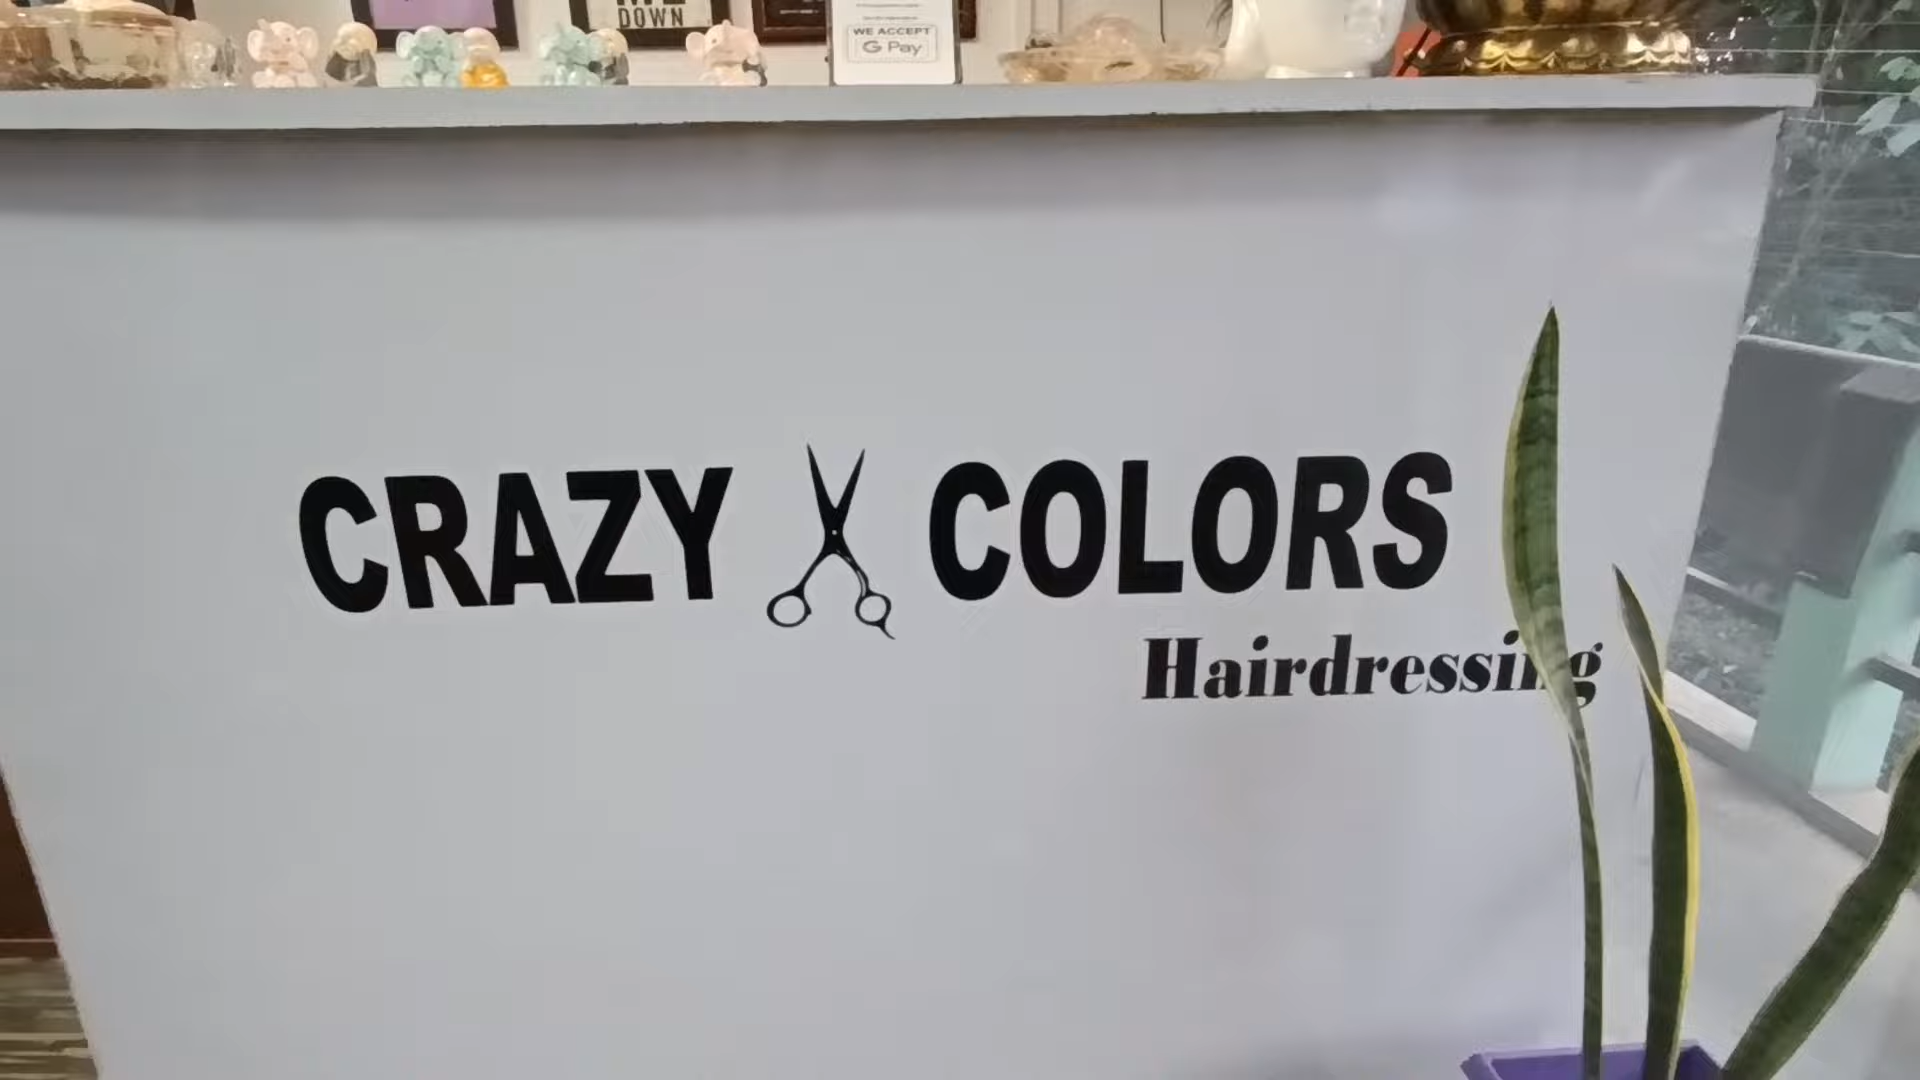 DOWN
WE ACCEPT
G Pay
CRAZY COLORS
Hairdressing